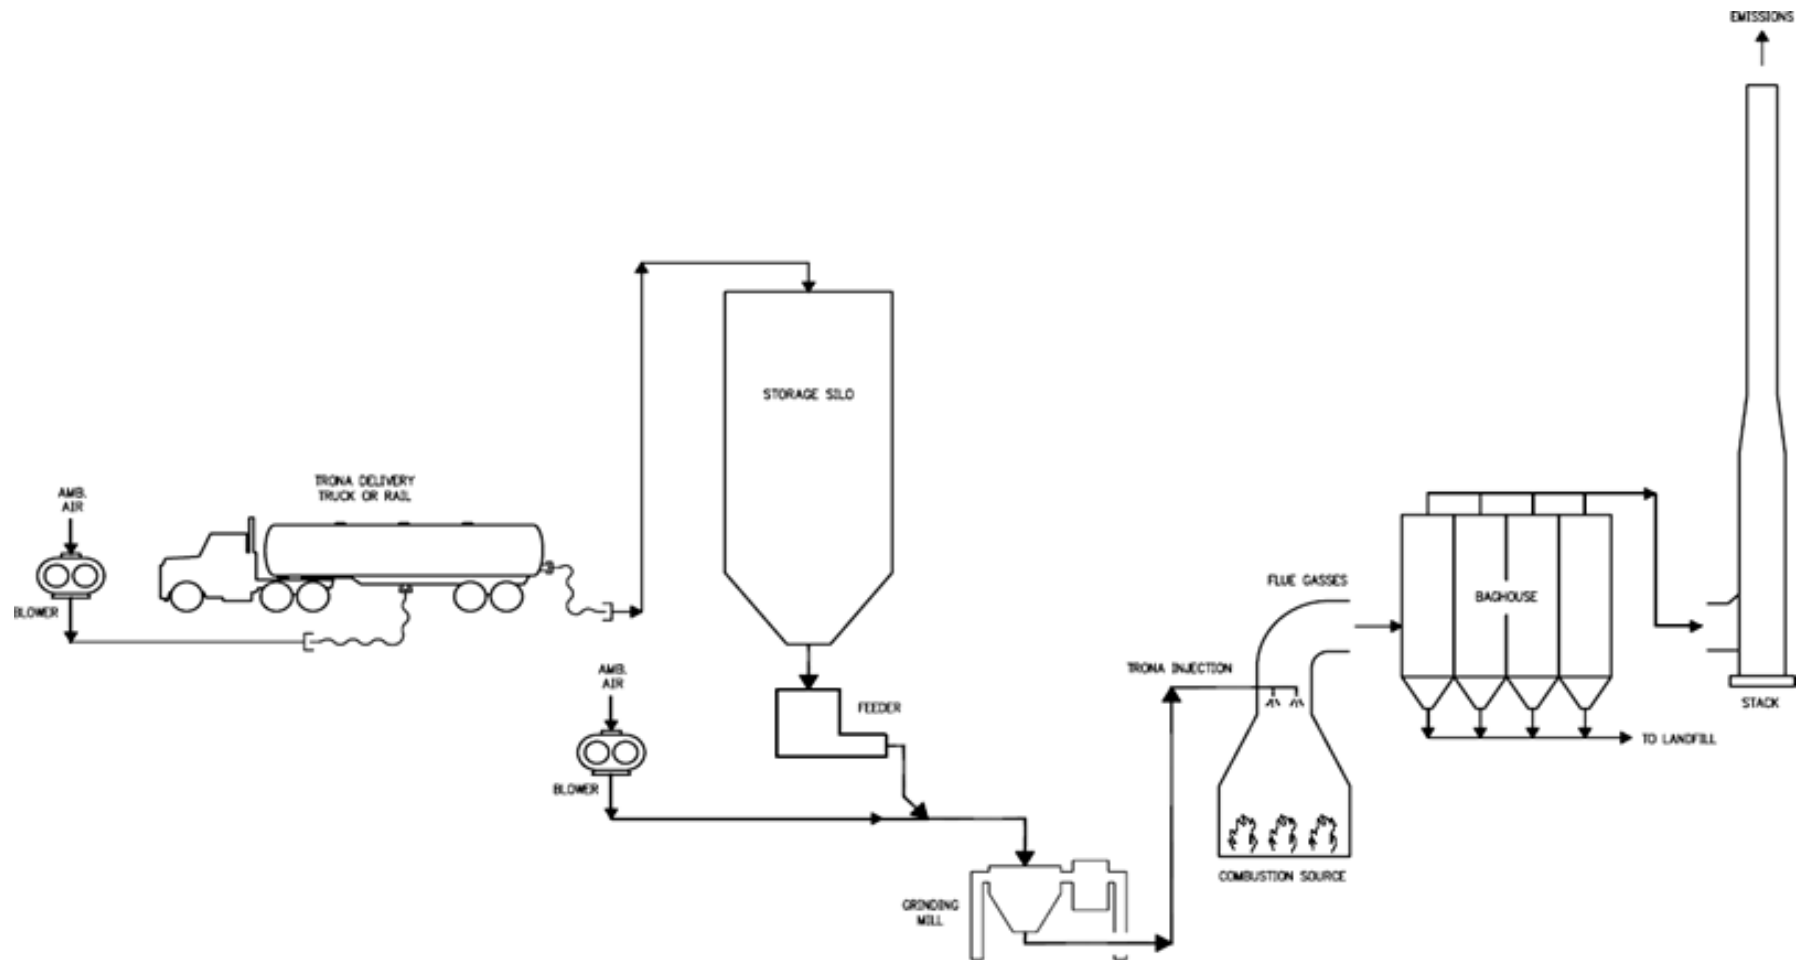 EMISSIONS
STORAGE SILO
TRONA DELIVERY
TRUCK OR RAIL
AMB.
AIR
BLOWER
FLUE GASSES
BAGHOUSE
TRONA INJECTION
AMB.
AIR
FEEDER
STACK
TO LANDFILL
BLOWER
COMBUSTION SOURCE
GRINDING
MILL